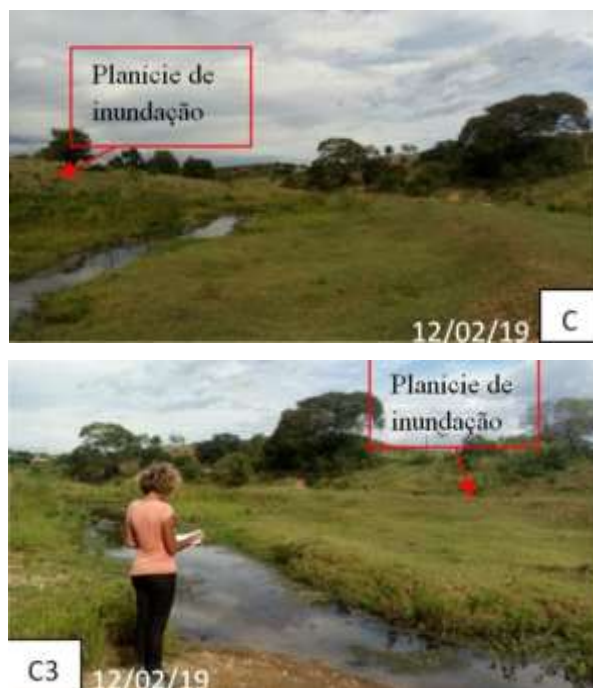 Planicie de
inundação
12/02/19
C
Planicie de
inundação
C3
12/02/19